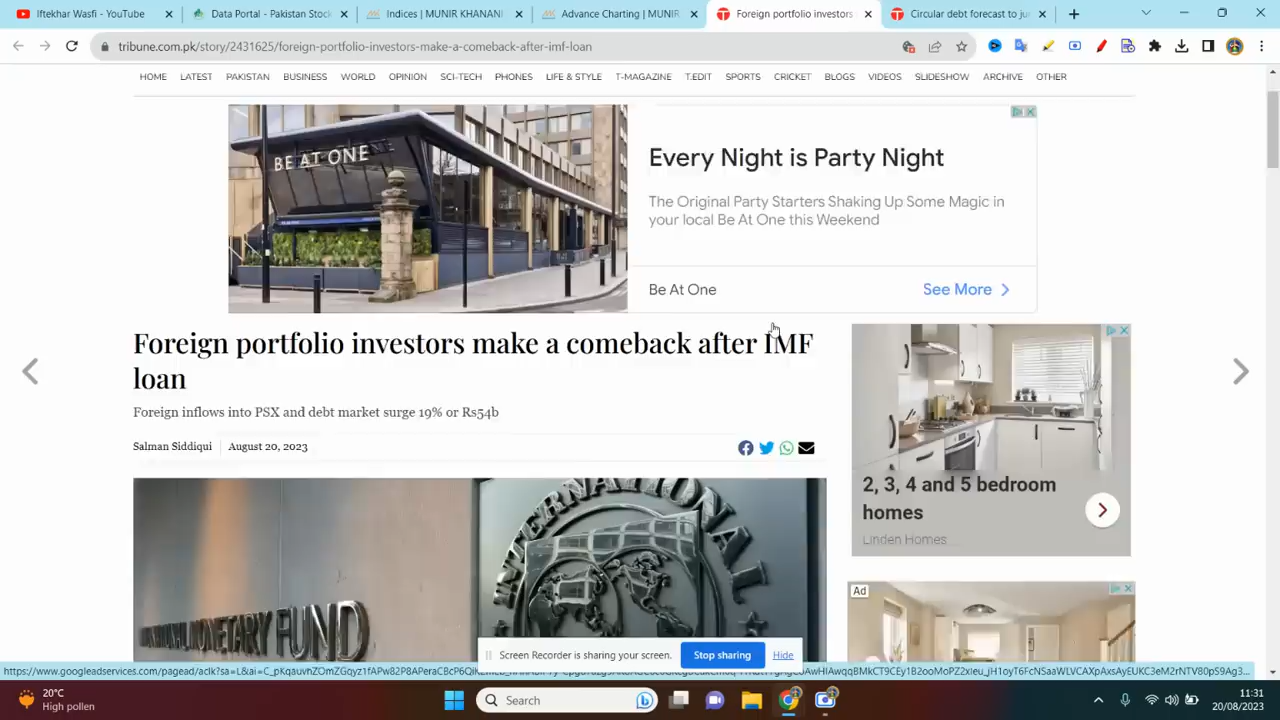 Iftekhar Wasfi - YouTube
Data Portal - Pakistan Stock
Indices | MUNIR KHANANI
Advance Charting | MUNIR
Foreign portfolio investors
Circular debt forecast to ju
tribune.com.pk/story/2431625/foreign-portfolio-investors-make-a-comeback-after-imf-loan
HOME LATEST PAKISTAN BUSINESS WORLD OPINION SCI-TECH PHONES LIFE & STYLE T-MAGAZINE T.EDIT SPORTS CRICKET BLOGS VIDEOS SLIDESHOW ARCHIVE OTHER
BE AT ONE
Every Night is Party Night
The Original Party Starters Shaking Up Some Magic in
your local Be At One this Weekend
Be At One
See More
Foreign portfolio investors make a comeback after IMF
loan
Foreign inflows into PSX and debt market surge 19% or Rs54b
Salman Siddiqui
August 20, 2023
2, 3, 4 and 5 bedroom
homes
Linden Homes
Ad
INTERNATIONAL
MONETARY FUND
Screen Recorder is sharing your screen.
Stop sharing
Hide
20°C
High pollen
Search
11:31
20/08/2023